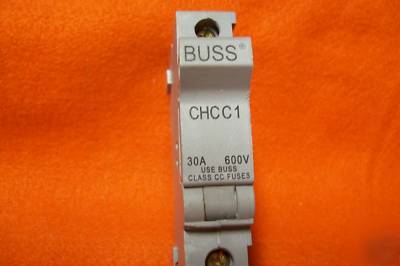 BUSS®
CHCC1
30A 600V
USE BUSS
CLASS CC FUSES